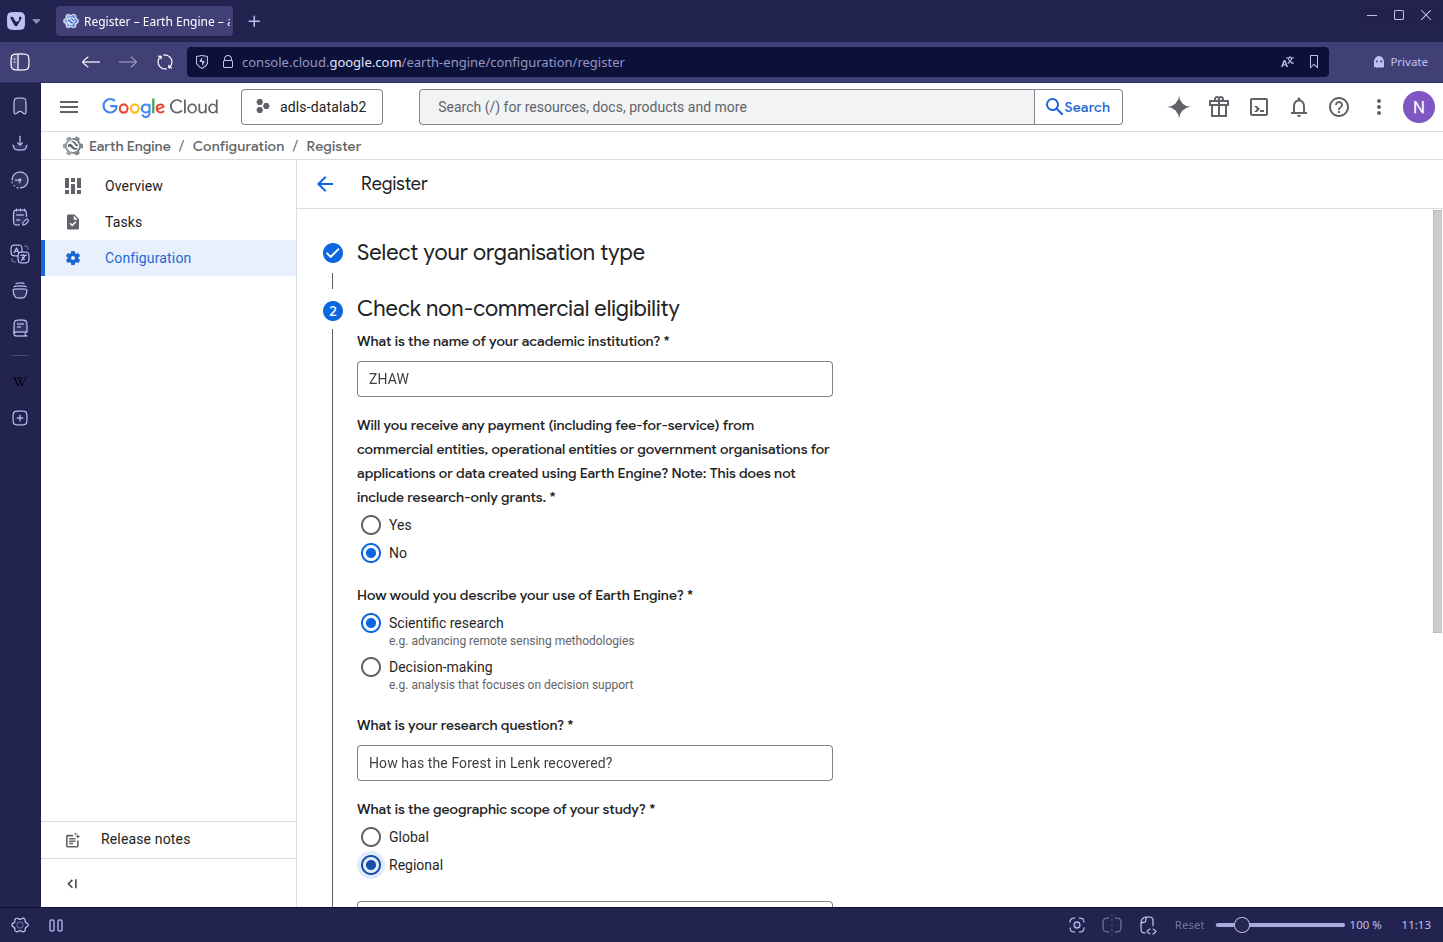 Register – Earth Engine –
console.cloud.google.com/earth-engine/configuration/register
Private
Google Cloud
adls-datalab2
Search (/) for resources, docs, products and more
Search
N
Earth Engine / Configuration / Register
Overview
Tasks
Configuration
Release notes
Register
Select your organisation type
2
Check non-commercial eligibility
What is the name of your academic institution? *
ZHAW
Will you receive any payment (including fee-for-service) from
commercial entities, operational entities or government organisations for
applications or data created using Earth Engine? Note: This does not
include research-only grants. *
Yes
No
How would you describe your use of Earth Engine? *
Scientific research
e.g. advancing remote sensing methodologies
Decision-making
e.g. analysis that focuses on decision support
What is your research question? *
How has the Forest in Lenk recovered?
What is the geographic scope of your study? *
Global
Regional
W
Reset
100 %
11:13